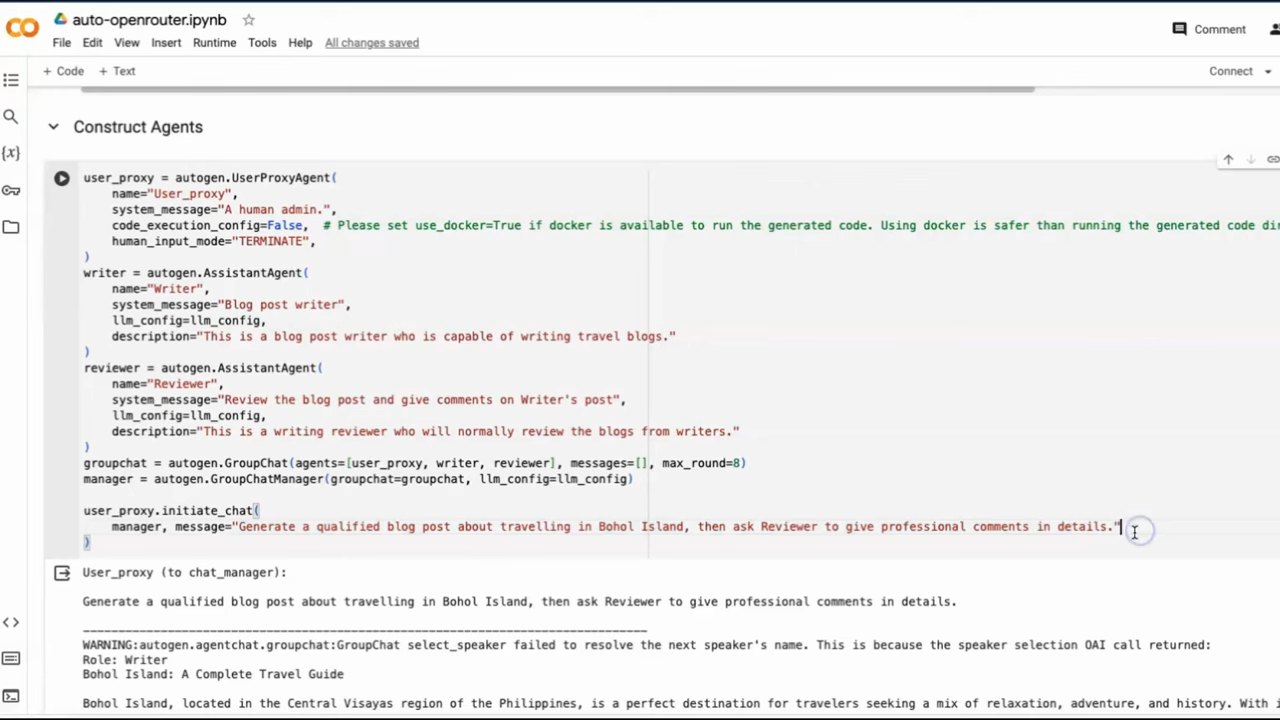 auto-openrouter.ipynb
Comment
File Edit View Insert Runtime Tools Help All changes saved
+ Code + Text
Connect
Construct Agents
user_proxy = autogen.UserProxyAgent(
name="User_proxy",
system_message="A human admin.",
code_execution_config=False,  # Please set use_docker=True if docker is available to run the generated code. Using docker is safer than running the generated code di
human_input_mode="TERMINATE",
)
writer = autogen.AssistantAgent(
name="Writer",
system_message="Blog post writer",
llm_config=llm_config,
description="This is a blog post writer who is capable of writing travel blogs."
)
reviewer = autogen.AssistantAgent(
name="Reviewer",
system_message="Review the blog post and give comments on Writer's post",
llm_config=llm_config,
description="This is a writing reviewer who will normally review the blogs from writers."
)
groupchat = autogen.GroupChat(agents=[user_proxy, writer, reviewer], messages=[], max_round=8)
manager = autogen.GroupChatManager(groupchat=groupchat, llm_config=llm_config)
user_proxy.initiate_chat(
manager, message="Generate a qualified blog post about travelling in Bohol Island, then ask Reviewer to give professional comments in details."
)
User_proxy (to chat_manager):
Generate a qualified blog post about travelling in Bohol Island, then ask Reviewer to give professional comments in details.
--------------------------------------------------------------------------------
WARNING:autogen.agentchat.groupchat:GroupChat select_speaker failed to resolve the next speaker's name. This is because the speaker selection OAI call returned:
Role: Writer
Bohol Island: A Complete Travel Guide
Bohol Island, located in the Central Visayas region of the Philippines, is a perfect destination for travelers seeking a mix of relaxation, adventure, and history. With